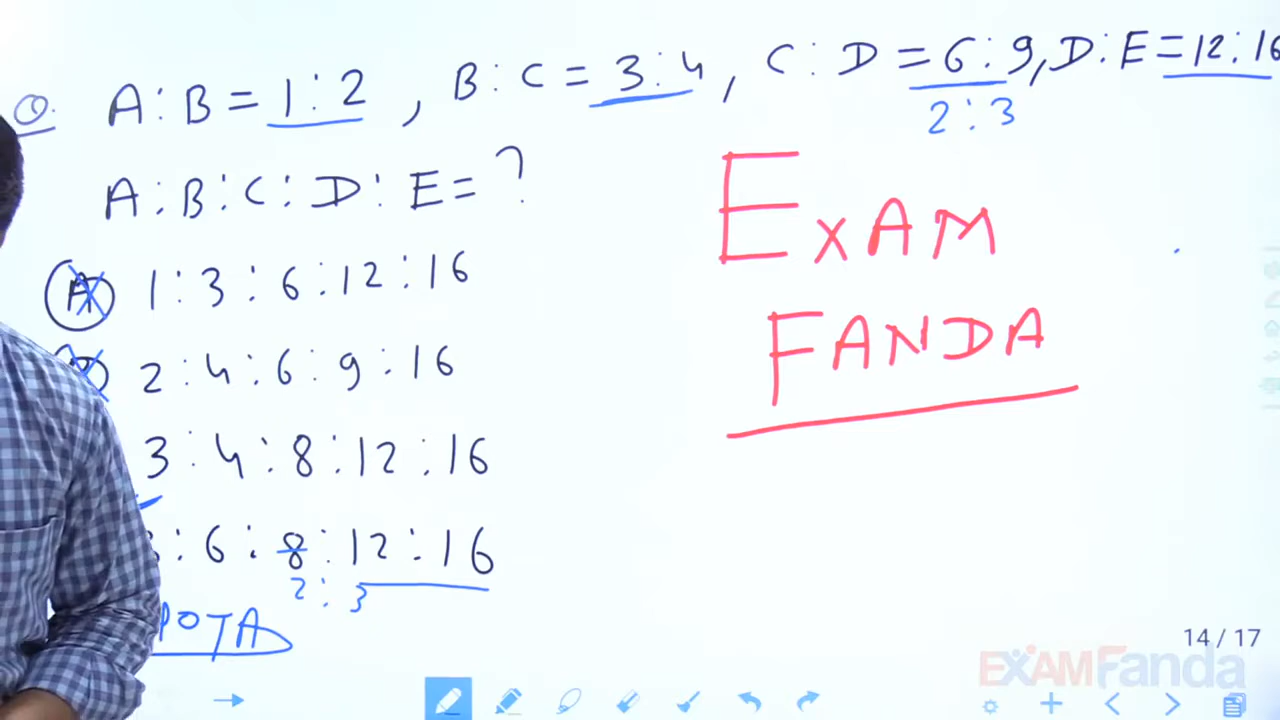 Q. A : B = 1 : 2 , B : C = 3 : 4 , C : D = 6 : 9, D : E = 12 : 16
2 : 3
A : B : C : D : E = ?
A 1 : 3 : 6 : 12 : 16
2 : 4 : 6 : 9 : 16
3 : 4 : 8 : 12 : 16
: 6 : 8 : 12 : 16
2 : 3
POTA
EXAM
FANDA
14 / 17
EXAMFanda